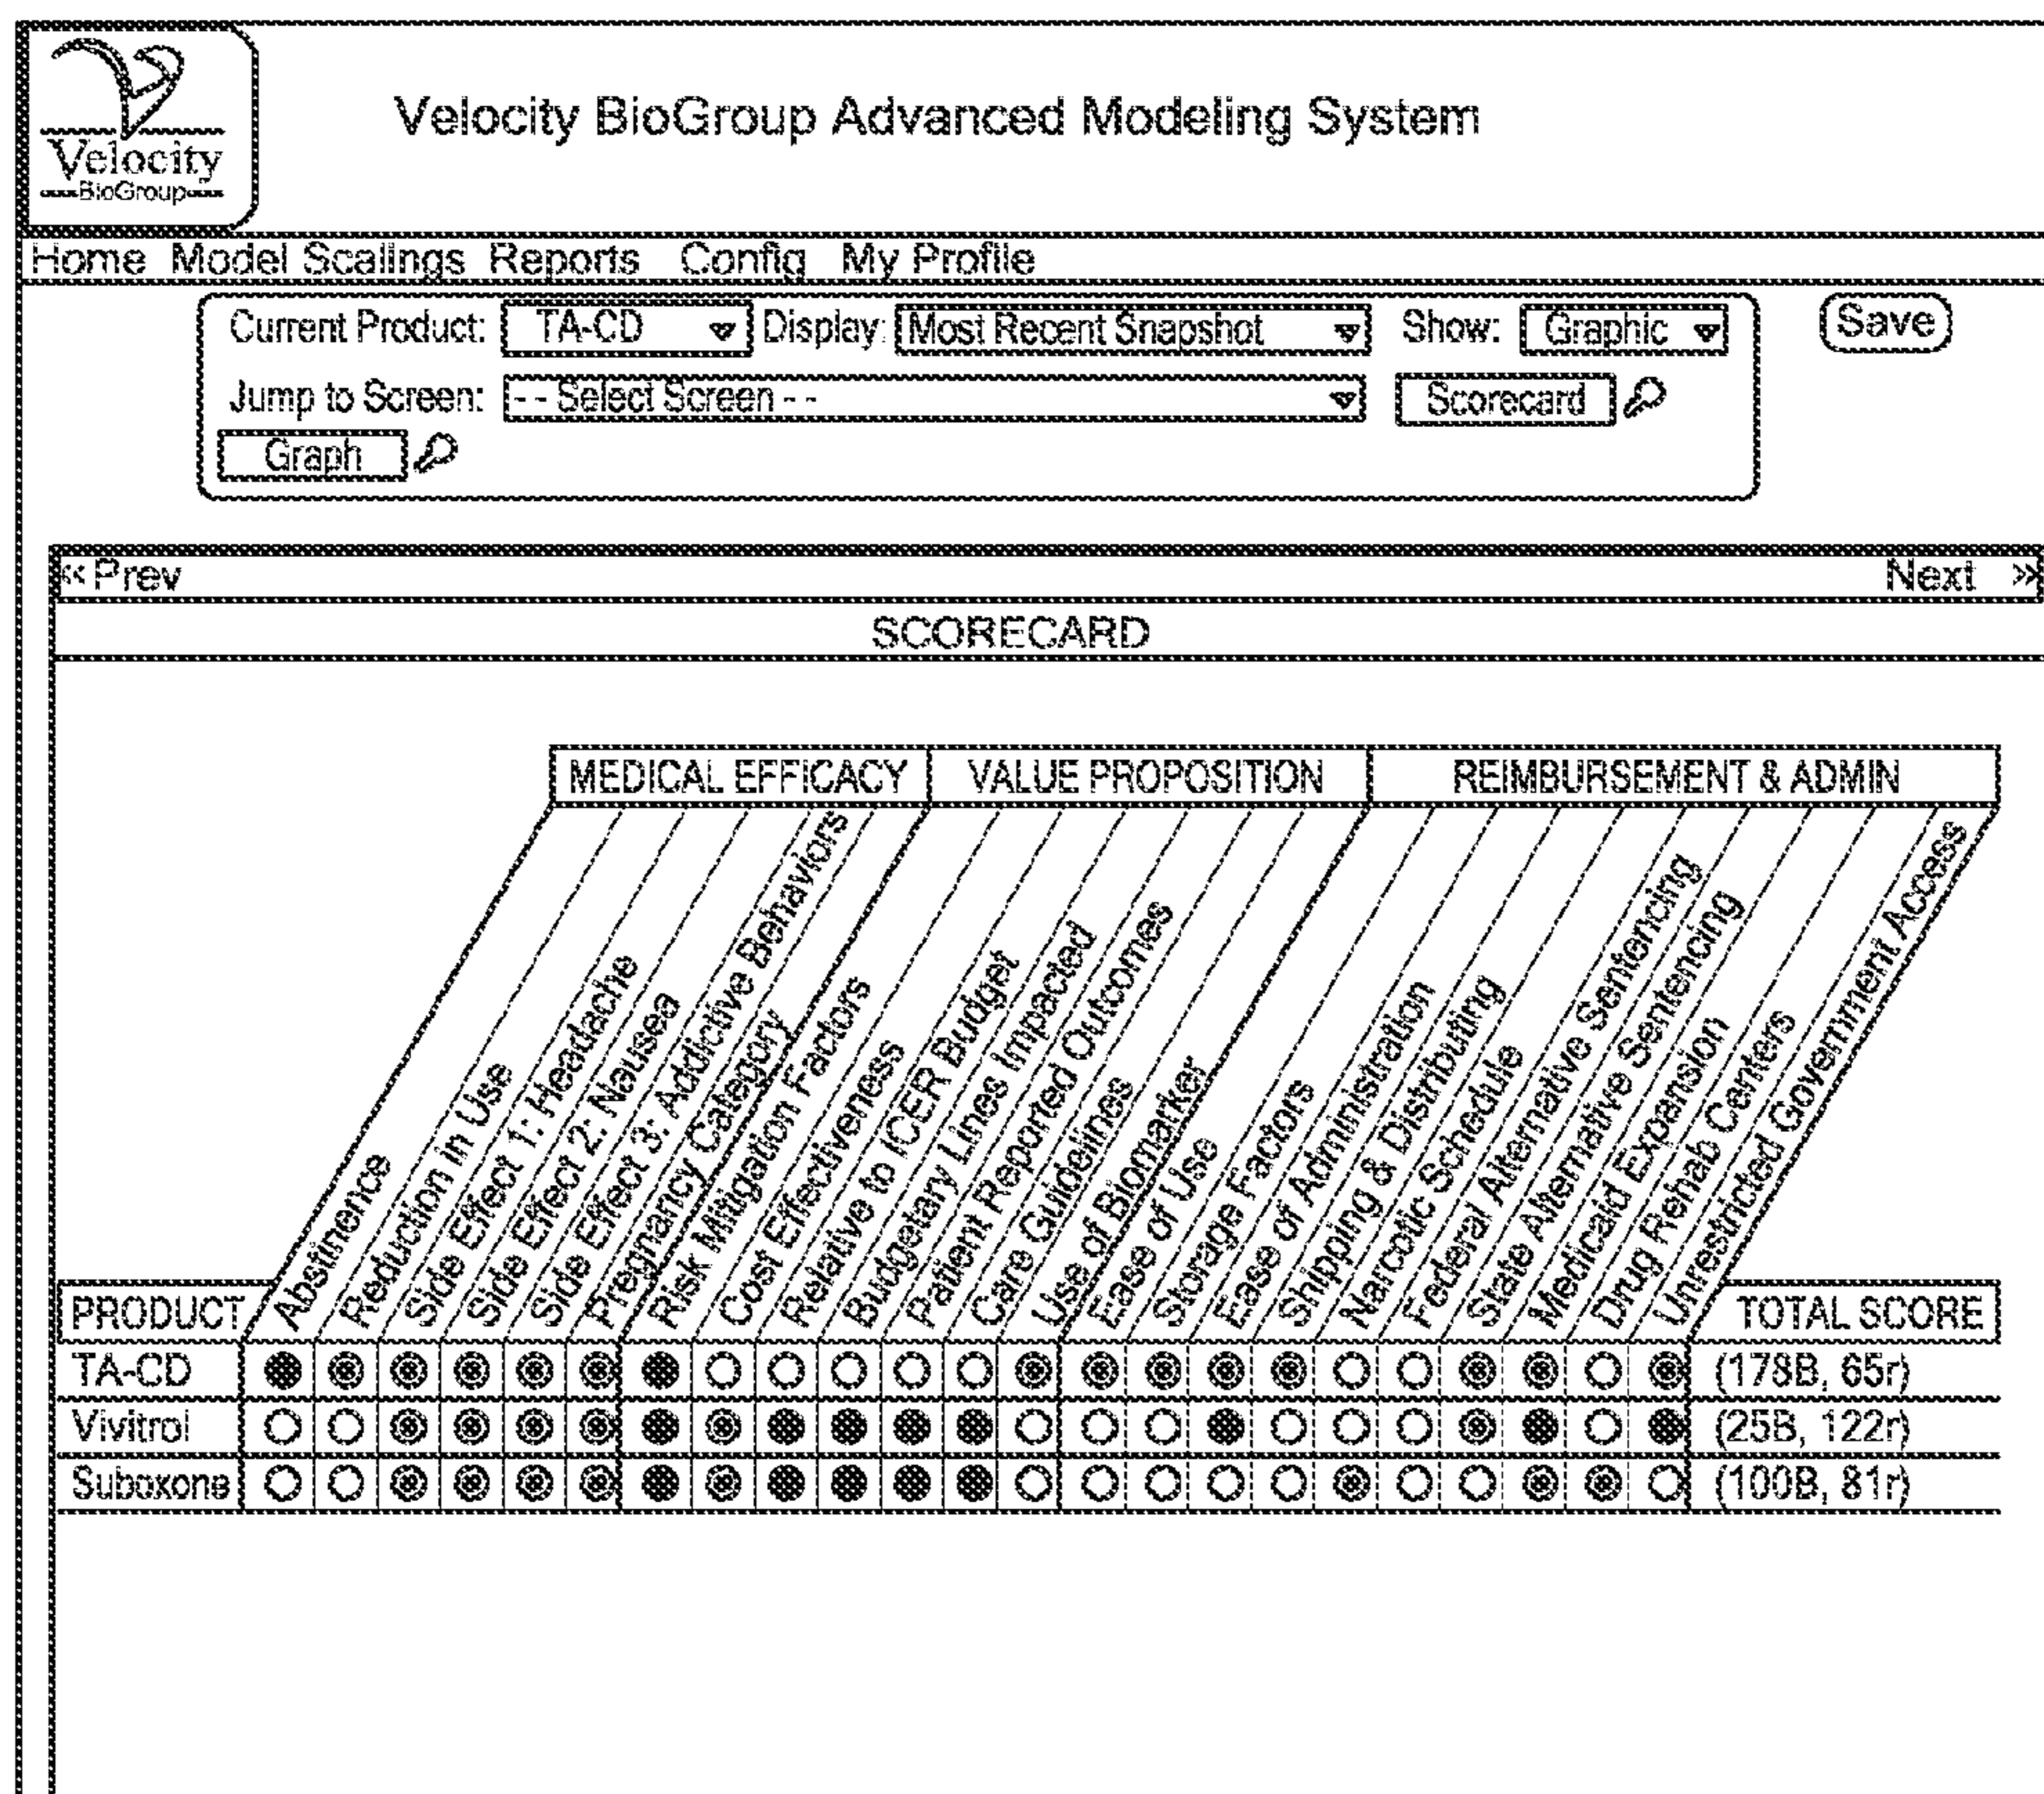 Velocity
BioGroup
Velocity BioGroup Advanced Modeling System
Home Model Scalings Reports Config My Profile
Current Product: TA-CD Display: Most Recent Snapshot Show: Graphic Save
Jump to Screen: - - Select Screen - - Scorecard
Graph
«Prev Next »
SCORECARD
MEDICAL EFFICACY VALUE PROPOSITION REIMBURSEMENT & ADMIN
Abstinence
Reduction in Use
Side Effect 1: Headache
Side Effect 2: Nausea
Side Effect 3: Addictive Behaviors
Pregnancy Category
Risk Mitigation Factors
Cost Effectiveness
Relative to ICER Budget
Budgetary Lines Impacted
Patient Reported Outcomes
Care Guidelines
Use of Biomarker
Ease of Use
Storage Factors
Ease of Administration
Shipping & Distributing
Narcotic Schedule
Federal Alternative Sentencing
State Alternative Sentencing
Medicaid Expansion
Drug Rehab Centers
Unrestricted Government Access
PRODUCT TOTAL SCORE
TA-CD (178B, 65r)
Vivitrol (25B, 122r)
Suboxone (100B, 81r)